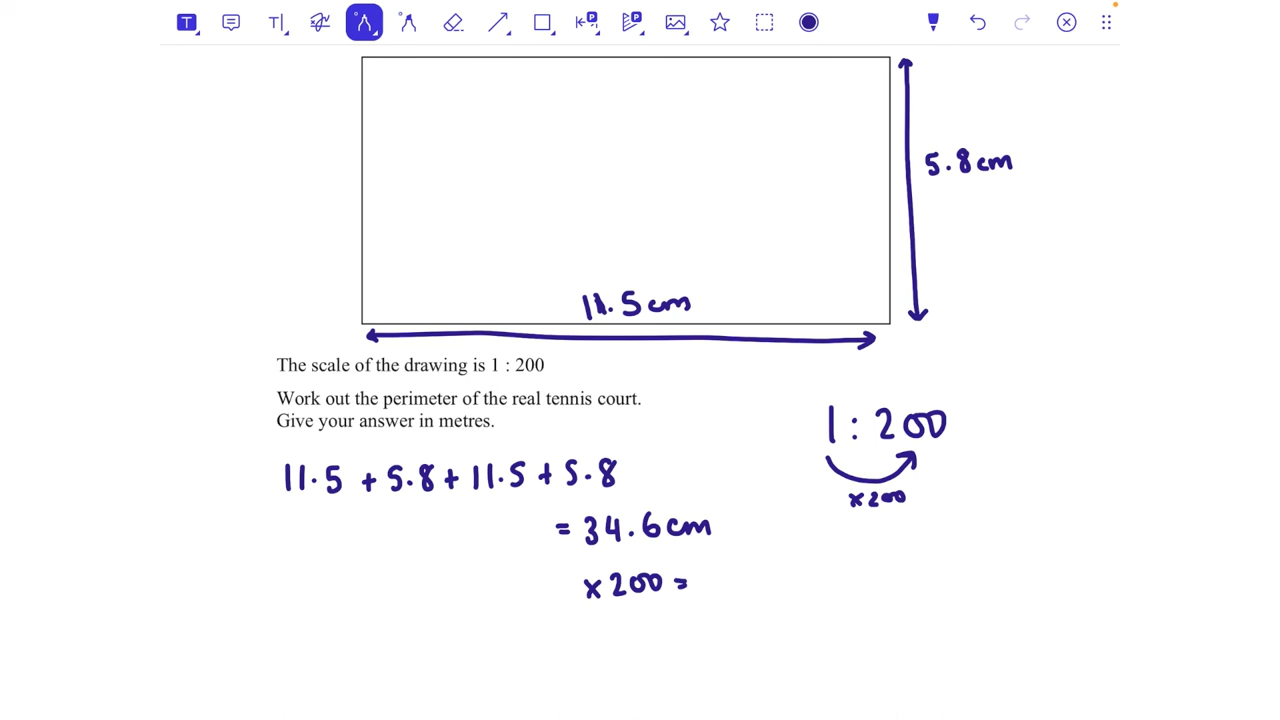 5.8cm
11.5cm
The scale of the drawing is 1 : 200
Work out the perimeter of the real tennis court.
Give your answer in metres.
1 : 200
x200
11.5 + 5.8 + 11.5 + 5.8
= 34.6cm
x200 =